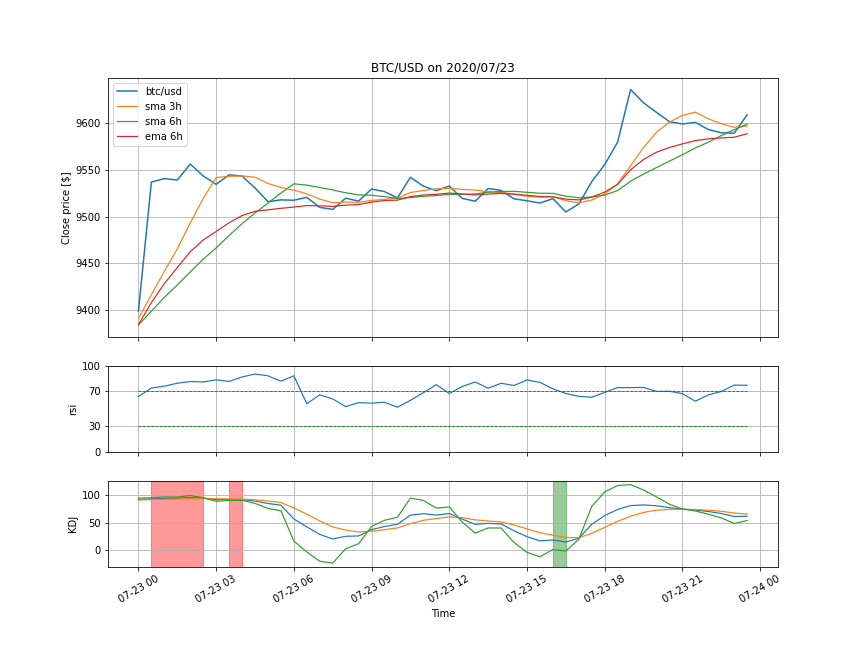 BTC/USD on 2020/07/23
btc/usd
sma 3h
sma 6h
ema 6h
Close price [$]
9600
9550
9500
9450
9400
rsi
100
70
30
0
KDJ
100
50
0
07-23 00 07-23 03 07-23 06 07-23 09 07-23 12 07-23 15 07-23 18 07-23 21 07-24 00
Time